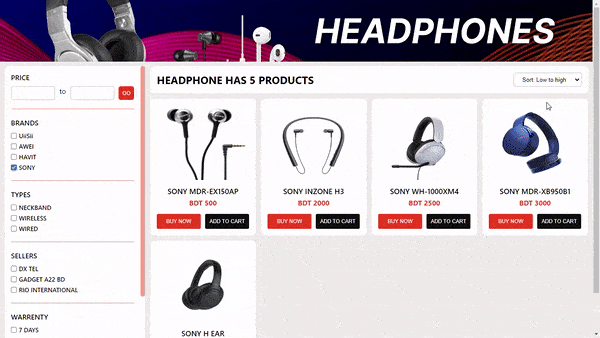 HEADPHONES
PRICE
to
GO
BRANDS
UiiSii
AWEI
HAVIT
SONY
TYPES
NECKBAND
WIRELESS
WIRED
SELLERS
DX TEL
GADGET A22 BD
RIO INTERNATIONAL
WARRENTY
7 DAYS
HEADPHONE HAS 5 PRODUCTS
Sort Low to high
SONY MDR-EX150AP
BDT 500
BUY NOW
ADD TO CART
SONY INZONE H3
BDT 2000
BUY NOW
ADD TO CART
SONY WH-1000XM4
BDT 2500
BUY NOW
ADD TO CART
SONY MDR-XB950B1
BDT 3000
BUY NOW
ADD TO CART
SONY H EAR